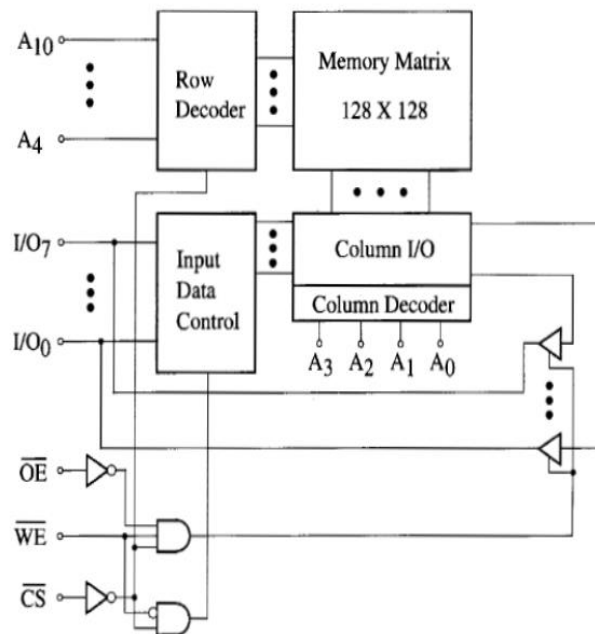 A10
Row
Decoder
Memory Matrix
128 X 128
A4
I/O7
Input
Data
Control
Column I/O
Column Decoder
I/O0
A3 A2 A1 A0
OE
WE
CS